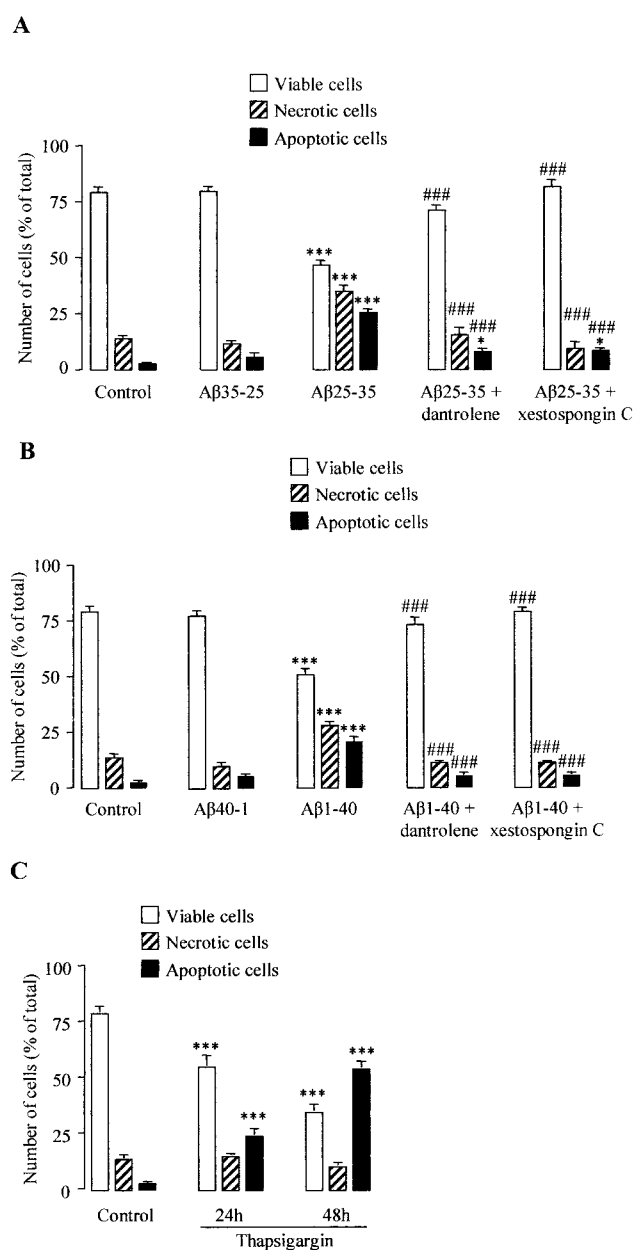 A
Viable cells
Necrotic cells
Apoptotic cells
Number of cells (% of total)
100
75
50
25
0
***
***
***
###
###
###
*
###
###
###
*
Control
Aβ35-25
Aβ25-35
Aβ25-35 +
dantrolene
Aβ25-35 +
xestospongin C
B
Viable cells
Necrotic cells
Apoptotic cells
Number of cells (% of total)
100
75
50
25
0
***
***
***
###
###
###
###
###
###
Control
Aβ40-1
Aβ1-40
Aβ1-40 +
dantrolene
Aβ1-40 +
xestospongin C
C
Viable cells
Necrotic cells
Apoptotic cells
Number of cells (% of total)
100
75
50
25
0
***
***
***
***
Control
24h
48h
Thapsigargin